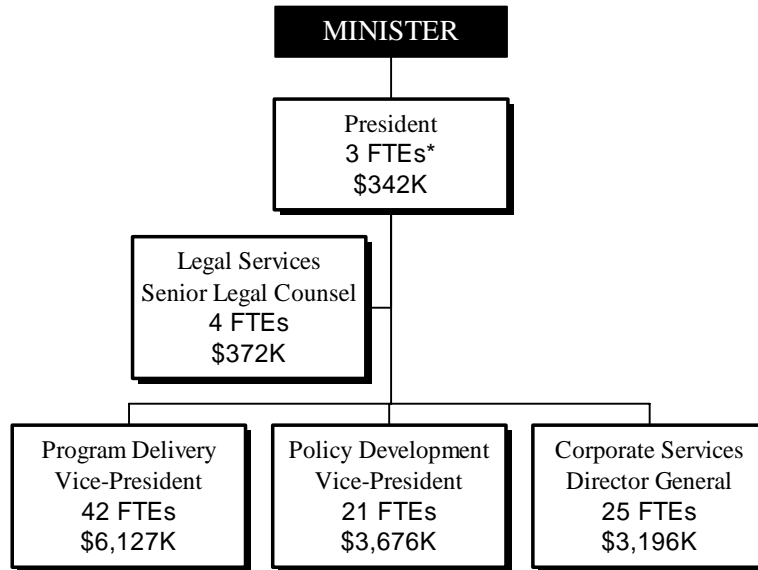 MINISTER
President
3 FTEs*
$342K
Legal Services
Senior Legal Counsel
4 FTEs
$372K
Program Delivery
Vice-President
42 FTEs
$6,127K
Policy Development
Vice-President
21 FTEs
$3,676K
Corporate Services
Director General
25 FTEs
$3,196K